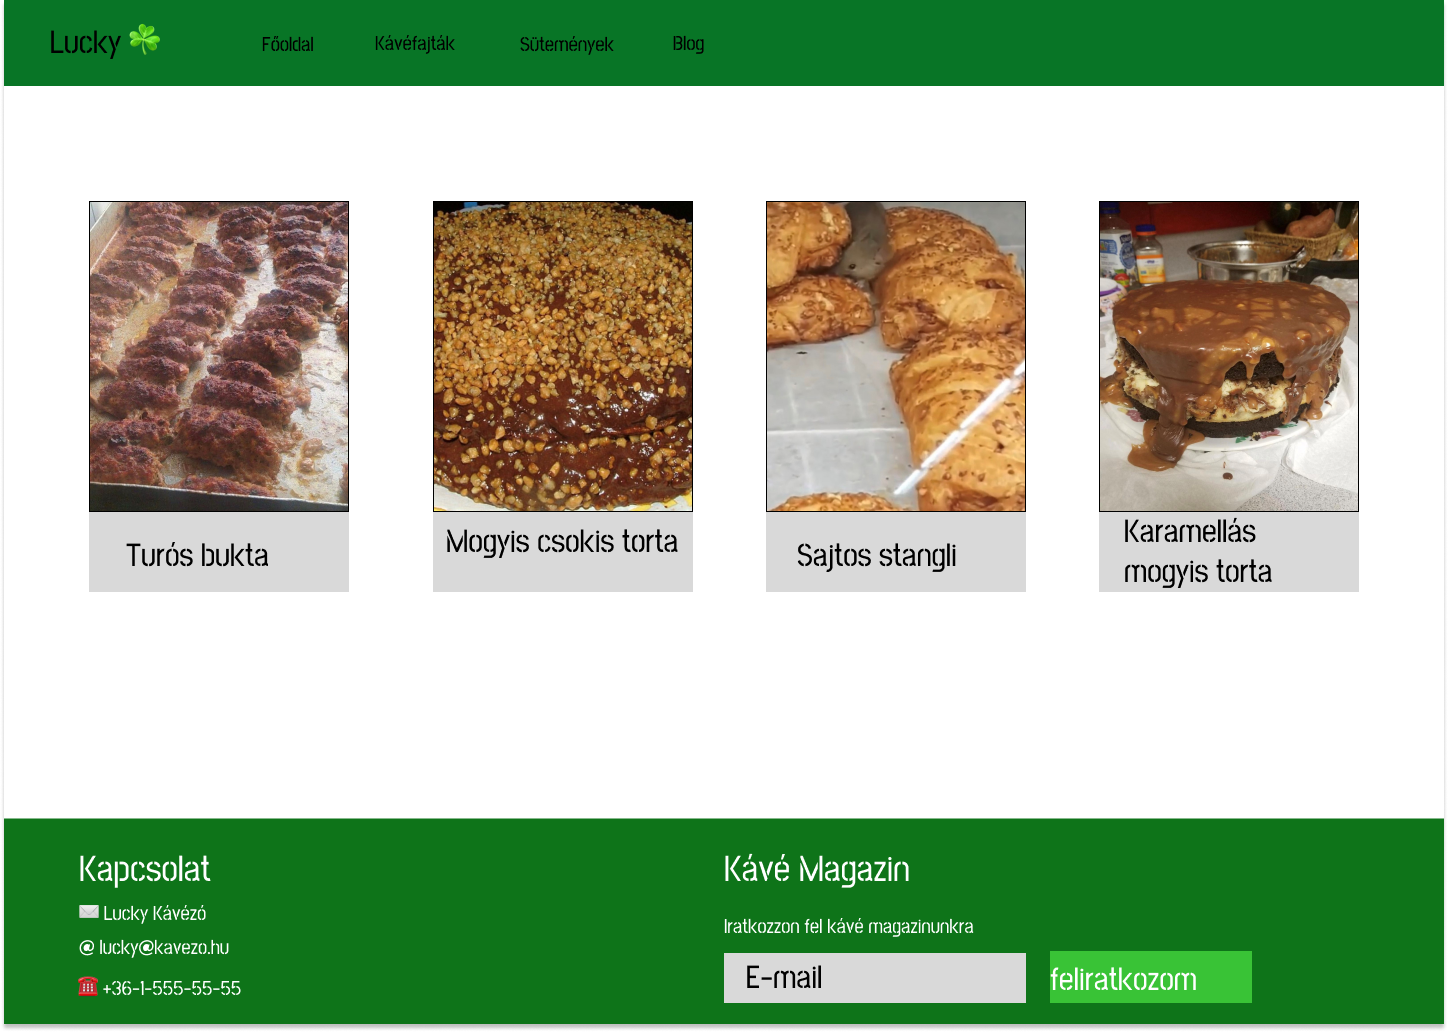 Lucky
Főoldal
Kávéfajták
Sütemények
Blog
Turós bukta
Mogyis csokis torta
Sajtos stangli
Karamellás
mogyis torta
Kapcsolat
Lucky Kávézó
@ lucky@kavezo.hu
+36-1-555-55-55
Kávé Magazin
Iratkozzon fel kávé magazinunkra
E-mail
feliratkozom